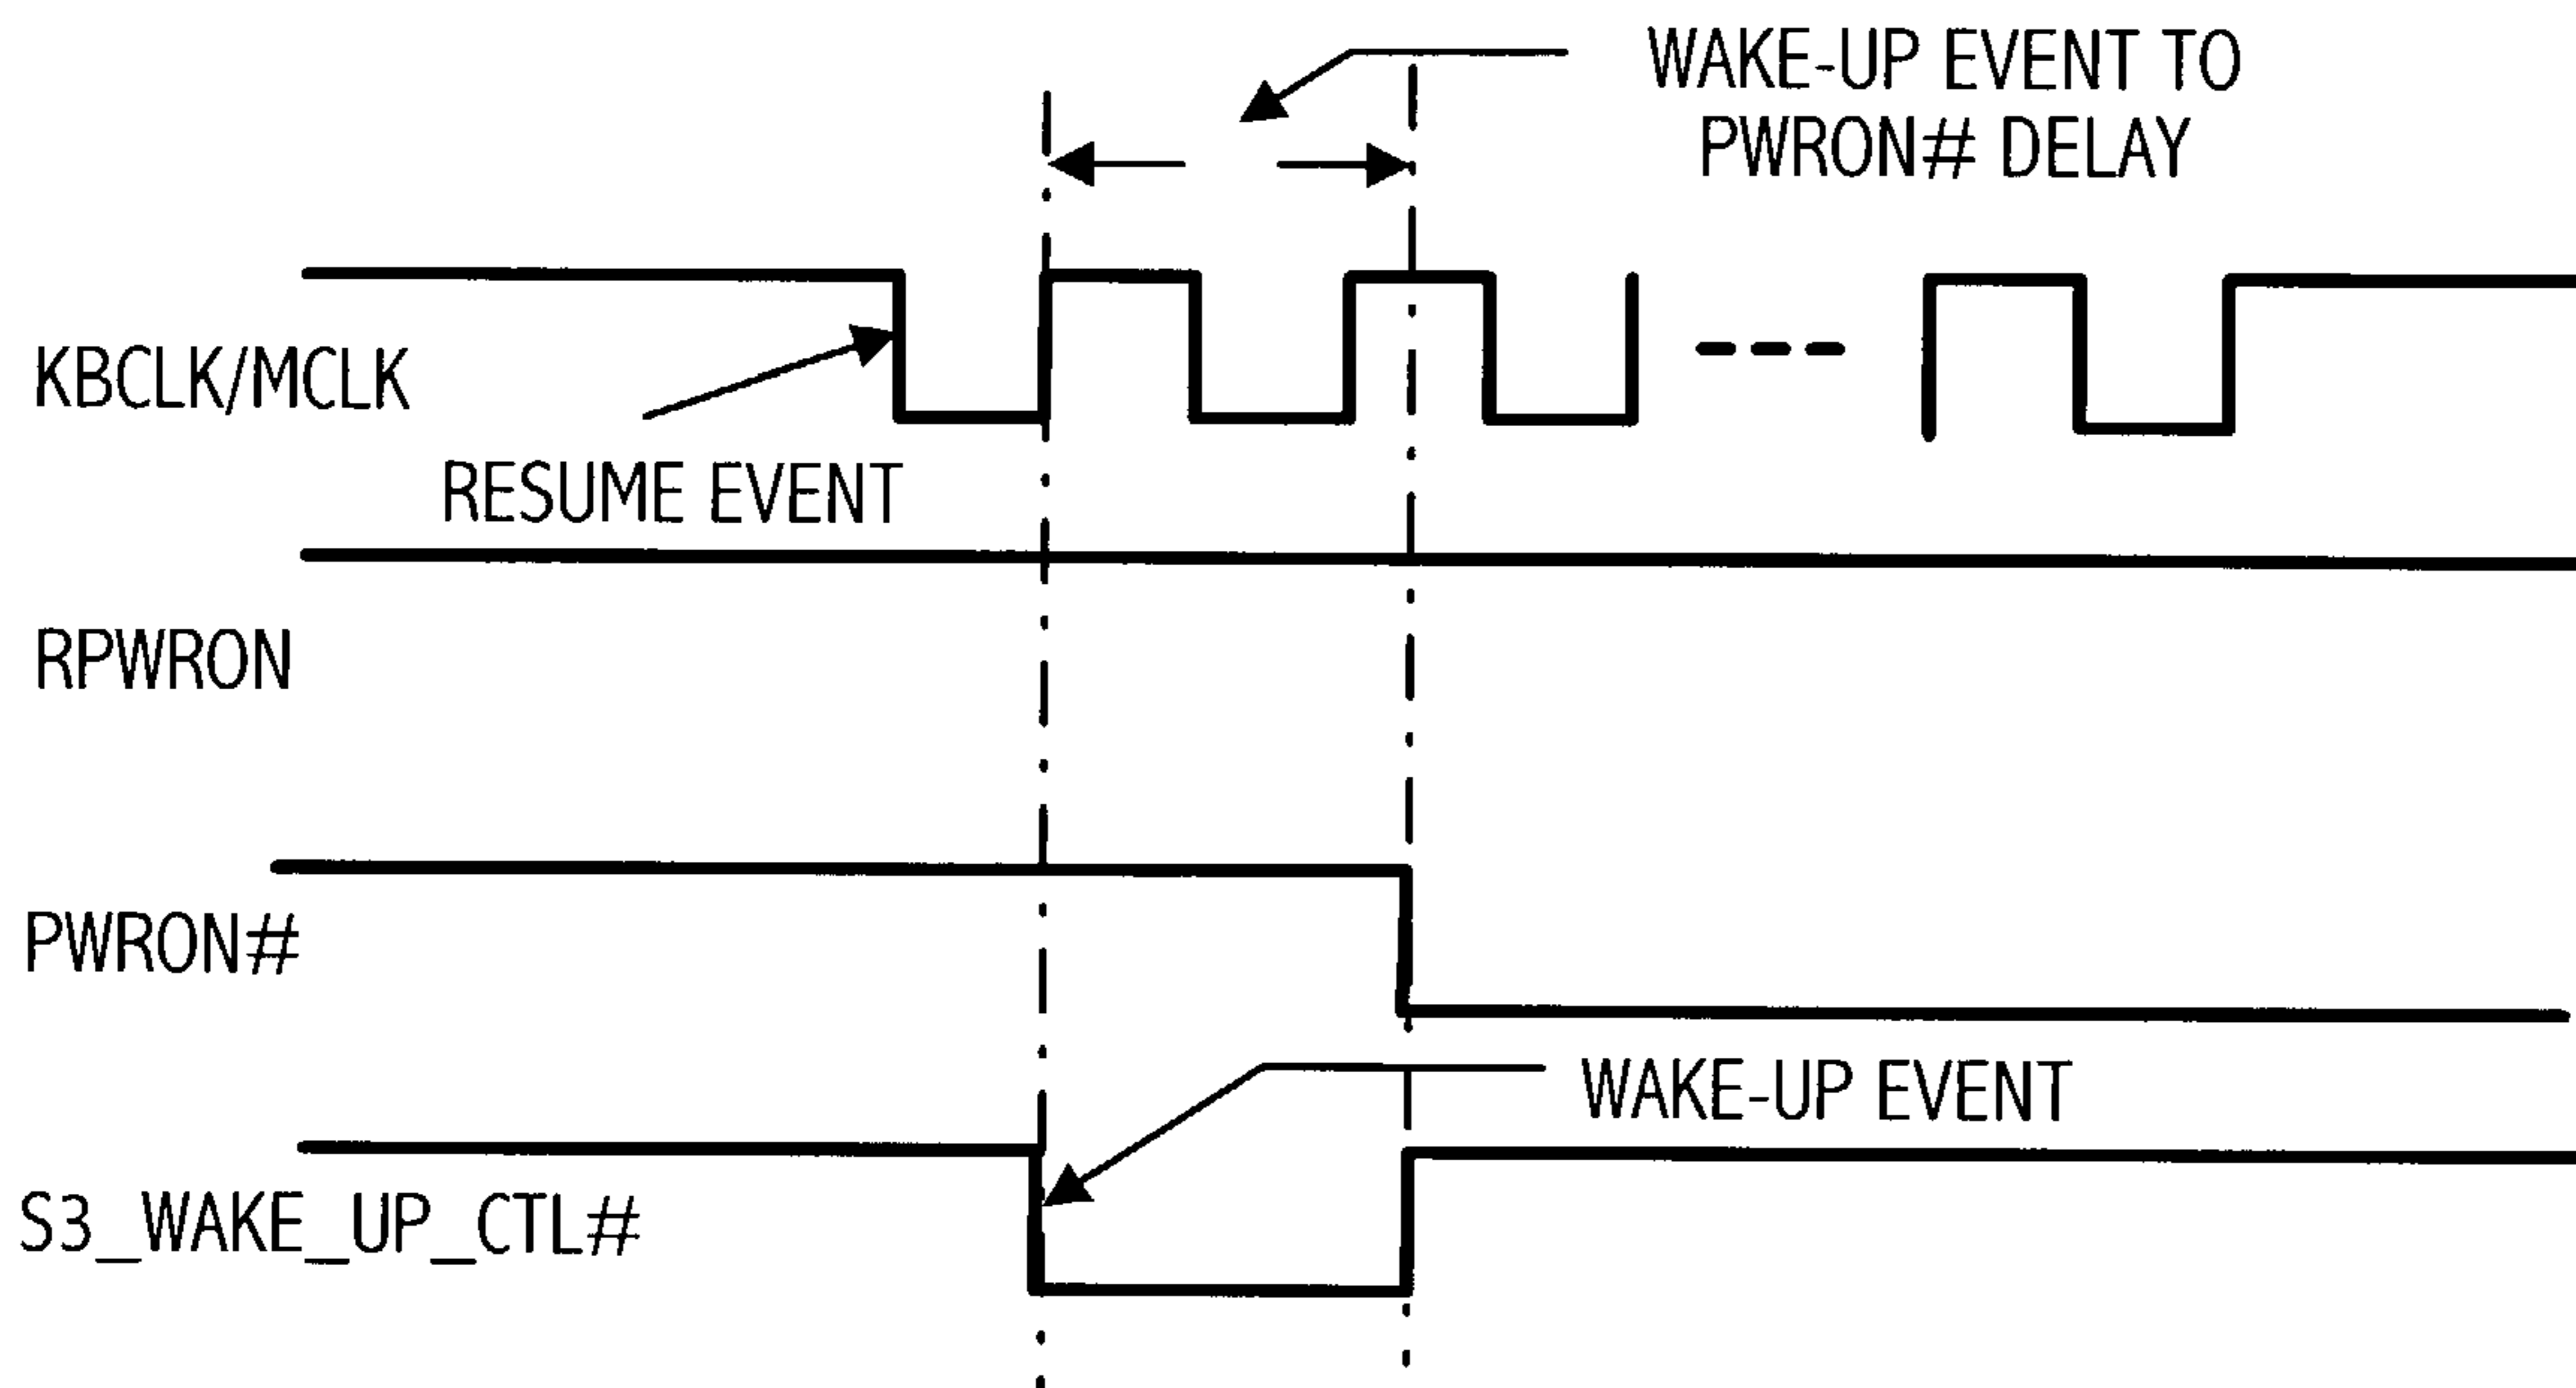 WAKE-UP EVENT TO
PWRON# DELAY
KBCLK/MCLK
RESUME EVENT
RPWRON
PWRON#
WAKE-UP EVENT
S3_WAKE_UP_CTL#